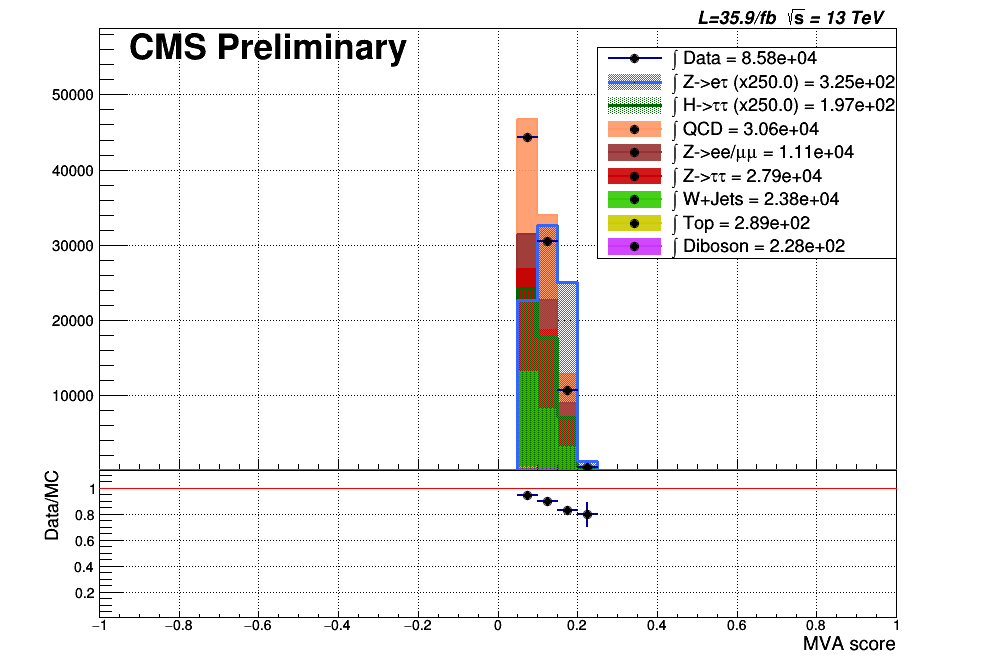 L=35.9/fb √s = 13 TeV
CMS Preliminary
∫ Data = 8.58e+04
∫ Z->eτ (x250.0) = 3.25e+02
∫ H->ττ (x250.0) = 1.97e+02
∫ QCD = 3.06e+04
∫ Z->ee/μμ = 1.11e+04
∫ Z->ττ = 2.79e+04
∫ W+Jets = 2.38e+04
∫ Top = 2.89e+02
∫ Diboson = 2.28e+02
50000
40000
30000
20000
10000
Data/MC
1
0.8
0.6
0.4
0.2
−1 −0.8 −0.6 −0.4 −0.2 0 0.2 0.4 0.6 0.8 1
MVA score